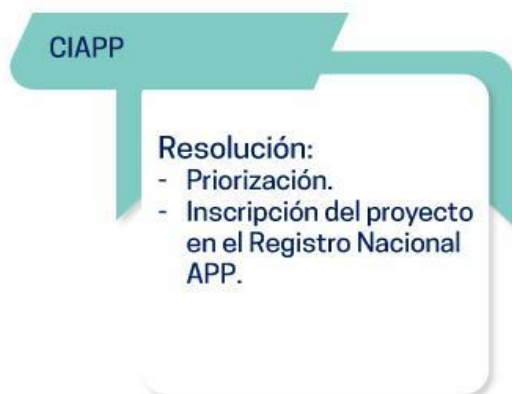 CIAPP
Resolución:
- Priorización.
- Inscripción del proyecto
en el Registro Nacional
APP.